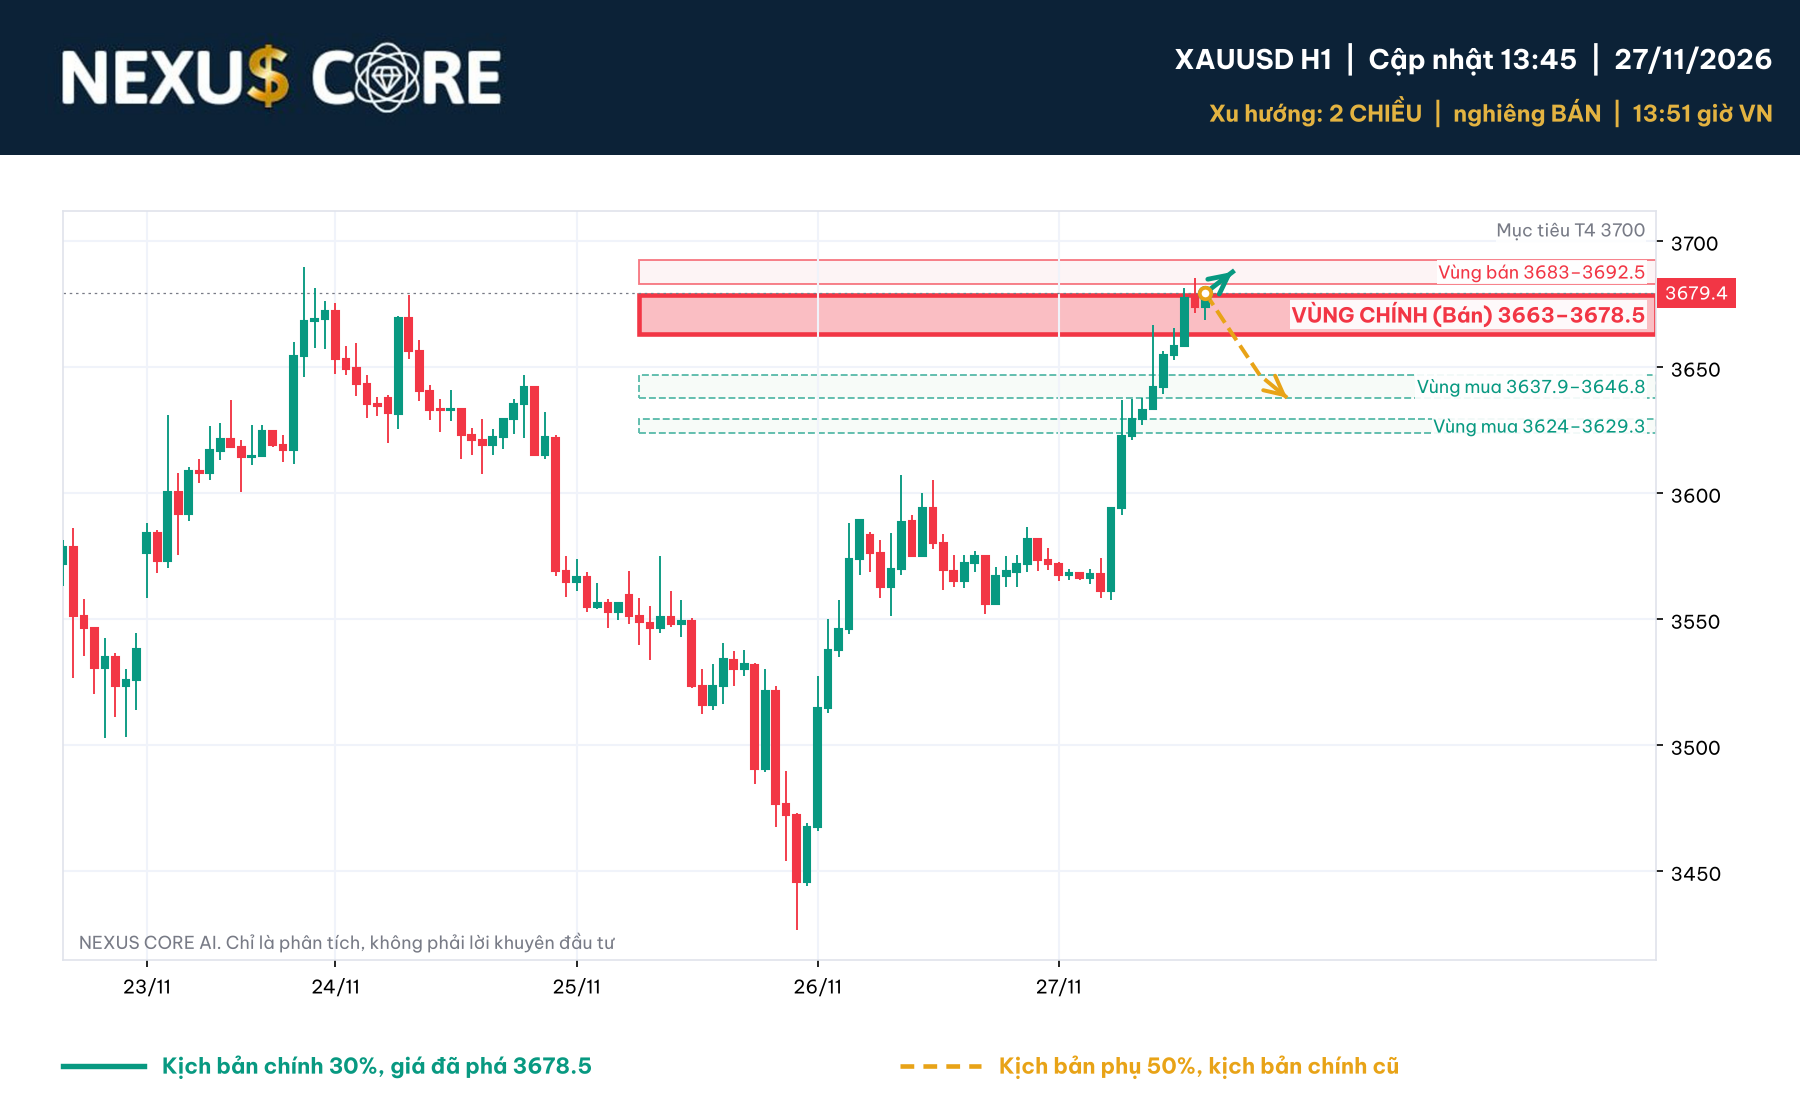 NEXU$ CORE
XAUUSD H1 | Cập nhật 13:45 | 27/11/2026
Xu hướng: 2 CHIỀU | nghiêng BÁN | 13:51 giờ VN
Mục tiêu T4 3700
3700
Vùng bán 3683–3692.5
3679.4
VÙNG CHÍNH (Bán) 3663–3678.5
3650
Vùng mua 3637.9–3646.8
Vùng mua 3624–3629.3
3600
3550
3500
3450
NEXUS CORE AI. Chỉ là phân tích, không phải lời khuyên đầu tư
23/11 24/11 25/11 26/11 27/11
Kịch bản chính 30%, giá đã phá 3678.5
Kịch bản phụ 50%, kịch bản chính cũ